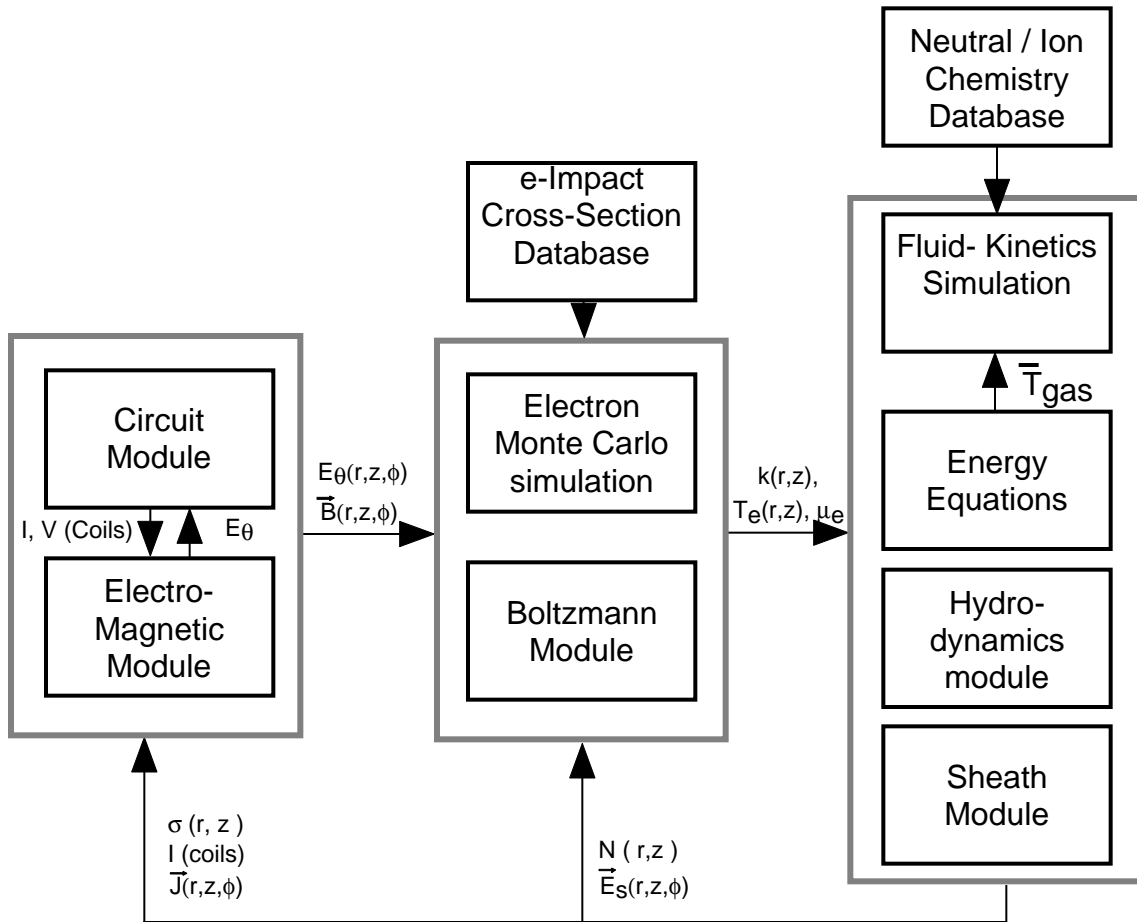 Neutral / Ion
Chemistry
Database
e-Impact
Cross-Section
Database
Fluid- Kinetics
Simulation
Circuit
Module
I, V (Coils)
Eθ
Electro-
Magnetic
Module
Eθ(r,z,ϕ)
B(r,z,ϕ)
Electron
Monte Carlo
simulation
Boltzmann
Module
k(r,z),
Te(r,z), μe
T̅gas
Energy
Equations
Hydro-
dynamics
module
Sheath
Module
σ (r, z )
I (coils)
J(r,z,ϕ)
N ( r,z )
Es(r,z,ϕ)